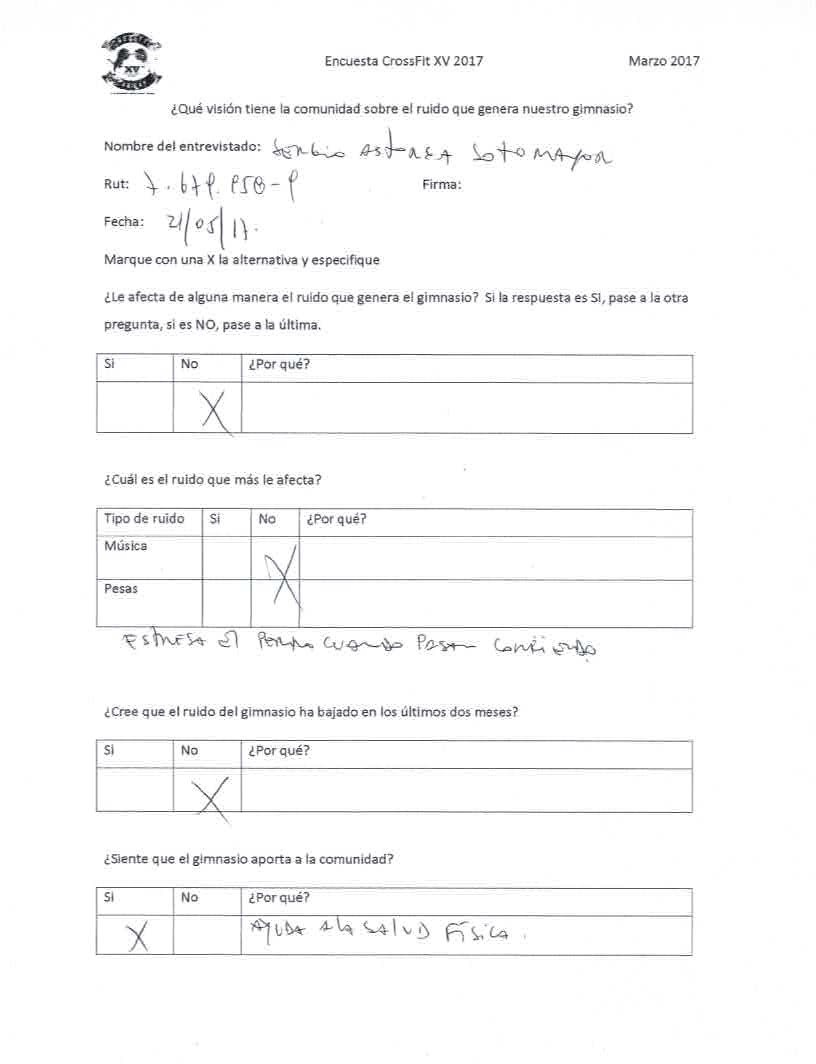 XV
Encuesta CrossFit XV 2017 Marzo 2017
¿Qué visión tiene la comunidad sobre el ruido que genera nuestro gimnasio?
Nombre del entrevistado: Sergio Astorga Sotomayor
Rut: Firma:
Fecha: 21/05/17.
Marque con una X la alternativa y especifique
¿Le afecta de alguna manera el ruido que genera el gimnasio? Si la respuesta es SI, pase a la otra
pregunta, si es NO, pase a la última.
Si No ¿Por qué?
X
¿Cuál es el ruido que más le afecta?
Tipo de ruido Si No ¿Por qué?
Música
X
Pesas
Estresa el perro cuando pasan corriendo
¿Cree que el ruido del gimnasio ha bajado en los últimos dos meses?
Si No ¿Por qué?
X
¿Siente que el gimnasio aporta a la comunidad?
Si No ¿Por qué?
X Ayuda a la salud física.